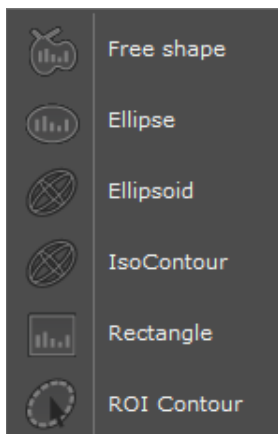 Free shape
Ellipse
Ellipsoid
IsoContour
Rectangle
ROI Contour